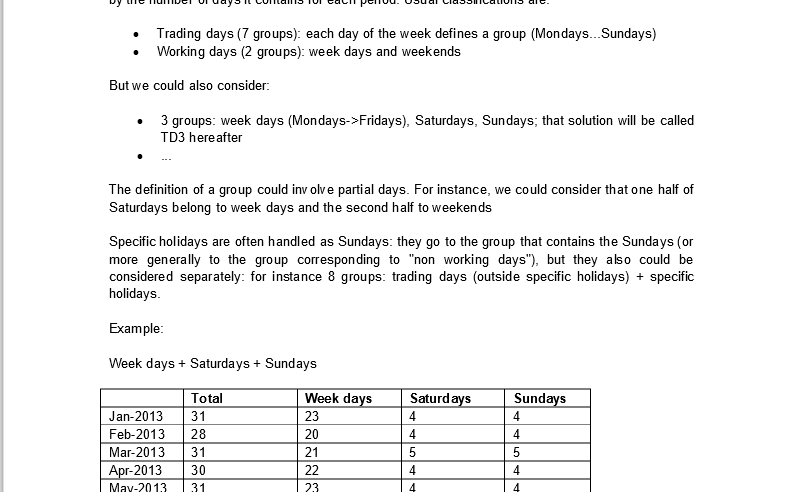 by the number of days it contains for each period. Usual classifications are:
• Trading days (7 groups): each day of the week defines a group (Mondays...Sundays)
• Working days (2 groups): week days and weekends
But we could also consider:
• 3 groups: week days (Mondays->Fridays), Saturdays, Sundays; that solution will be called
TD3 hereafter
• ...
The definition of a group could involve partial days. For instance, we could consider that one half of
Saturdays belong to week days and the second half to weekends
Specific holidays are often handled as Sundays: they go to the group that contains the Sundays (or
more generally to the group corresponding to "non working days"), but they also could be
considered separately: for instance 8 groups: trading days (outside specific holidays) + specific
holidays.
Example:
Week days + Saturdays + Sundays
Total Week days Saturdays Sundays
Jan-2013 31 23 4 4
Feb-2013 28 20 4 4
Mar-2013 31 21 5 5
Apr-2013 30 22 4 4
May-2013 31 23 4 4